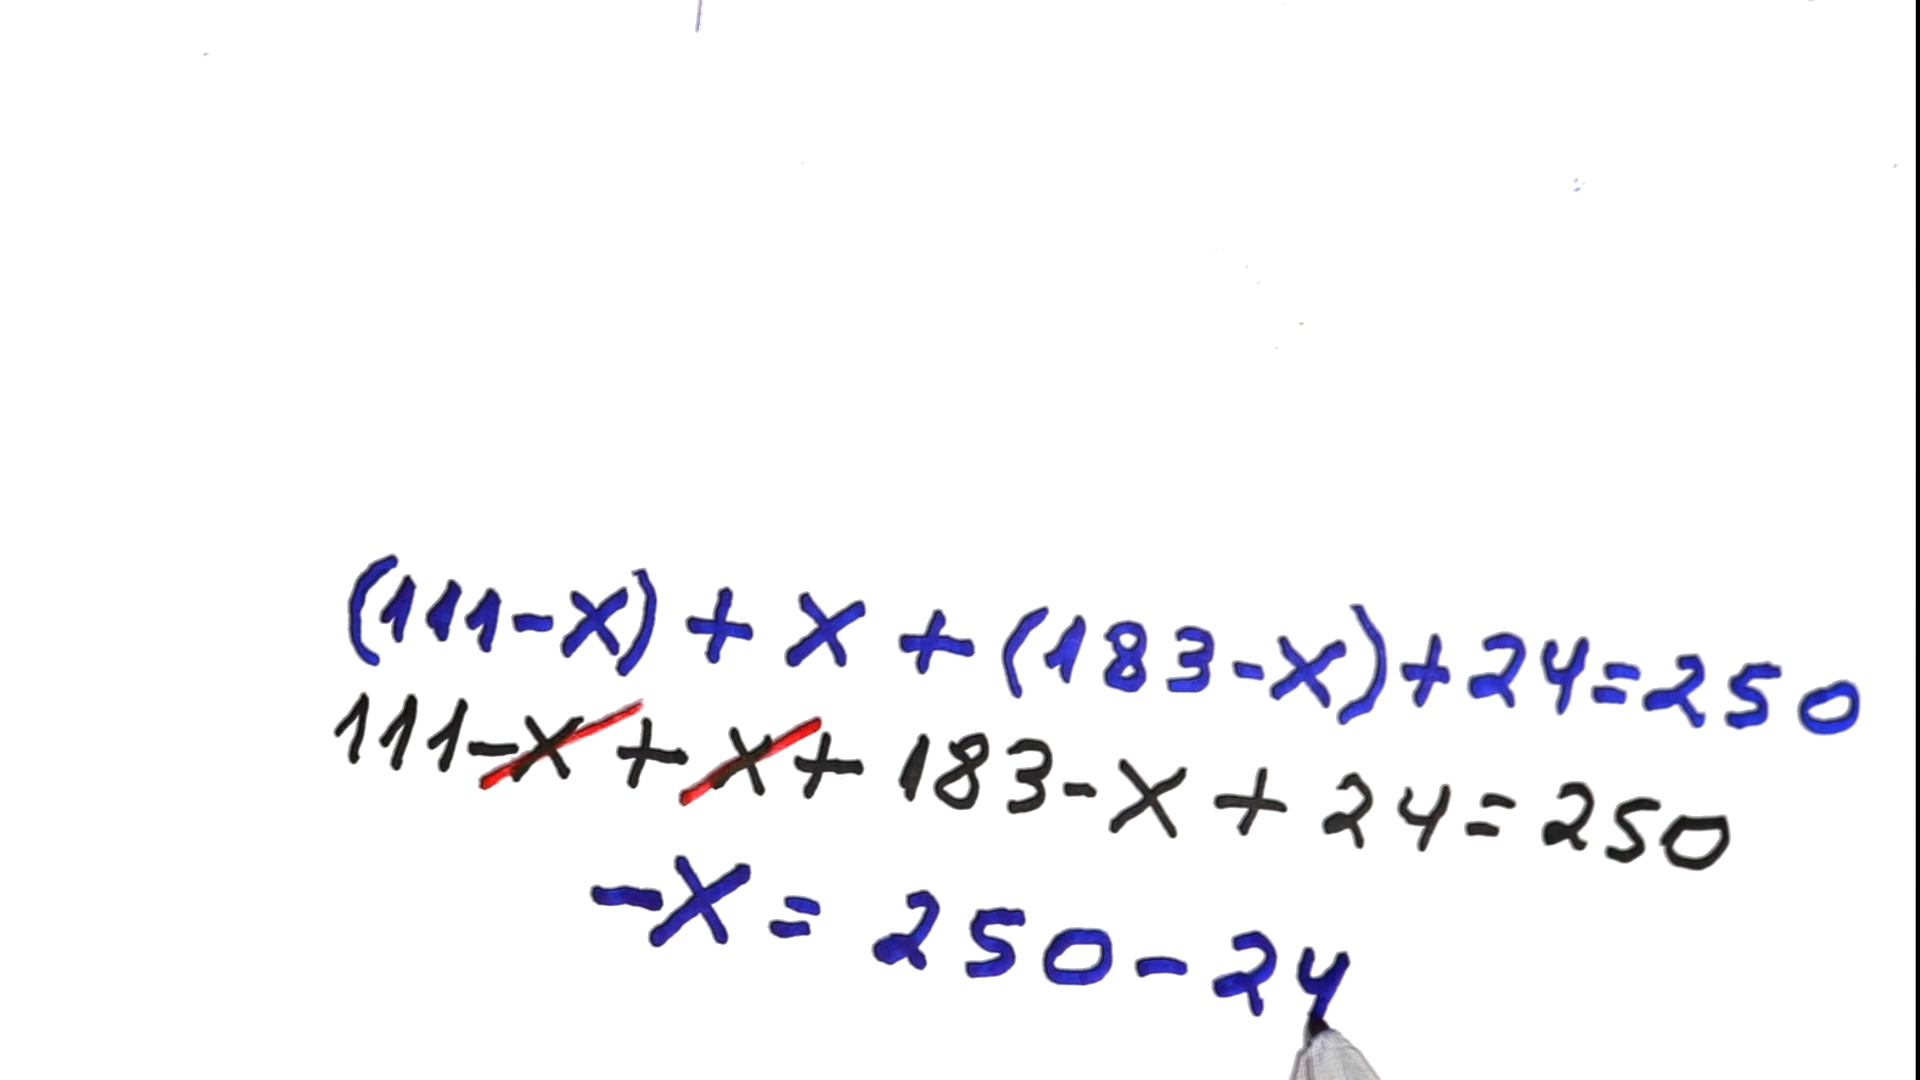 (111-x) + x + (183-x)+24=250
111-x + x + 183-x + 24=250
-x = 250-24